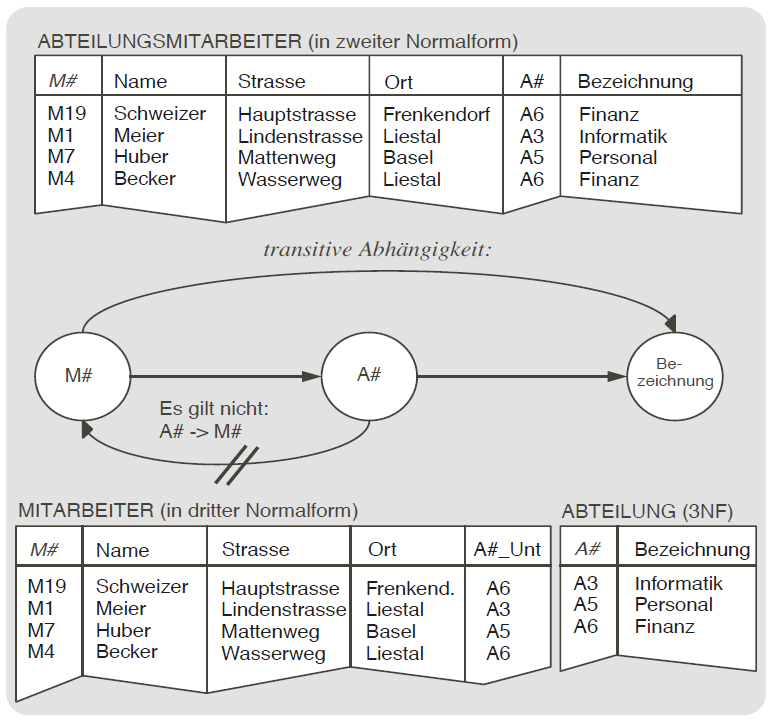 ABTEILUNGSMITARBEITER (in zweiter Normalform)
M# Name Strasse Ort A# Bezeichnung
M19 Schweizer Hauptstrasse Frenkendorf A6 Finanz
M1 Meier Lindenstrasse Liestal A3 Informatik
M7 Huber Mattenweg Basel A5 Personal
M4 Becker Wasserweg Liestal A6 Finanz
transitive Abhängigkeit:
M# A# Be-
zeichnung
Es gilt nicht:
A# -> M#
MITARBEITER (in dritter Normalform)
M# Name Strasse Ort A#_Unt
M19 Schweizer Hauptstrasse Frenkend. A6
M1 Meier Lindenstrasse Liestal A3
M7 Huber Mattenweg Basel A5
M4 Becker Wasserweg Liestal A6
ABTEILUNG (3NF)
A# Bezeichnung
A3 Informatik
A5 Personal
A6 Finanz